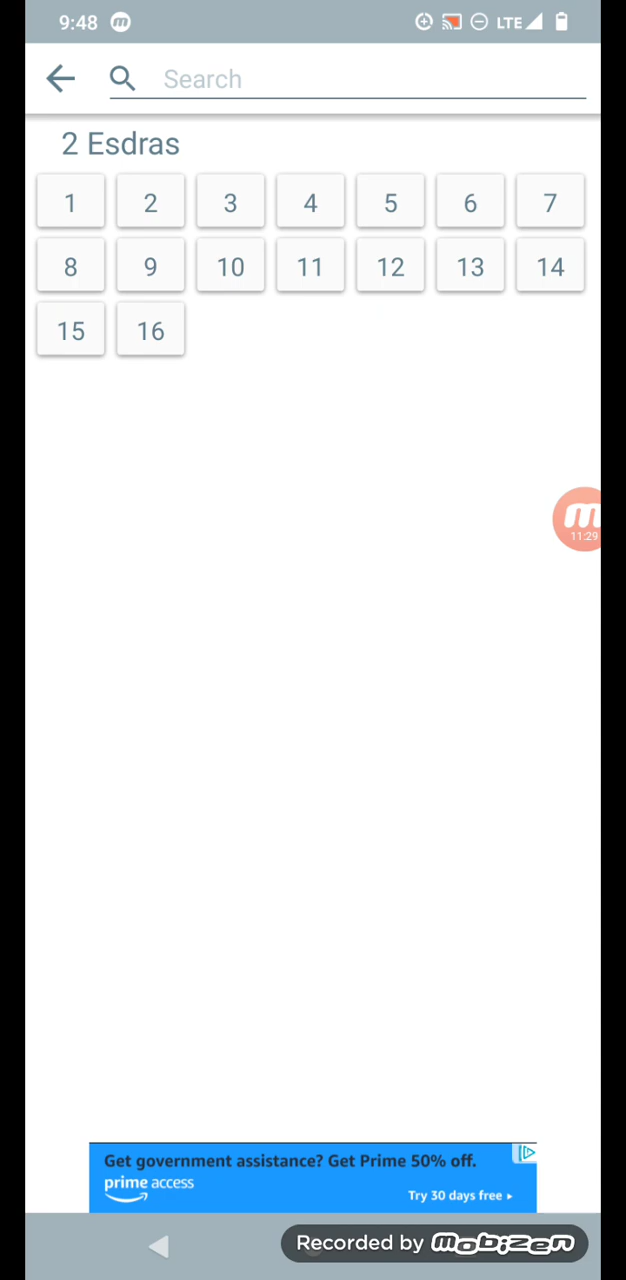 9:48 m LTE
Search
2 Esdras
1 2 3 4 5 6 7
8 9 10 11 12 13 14
15 16
m
11:29
Get government assistance? Get Prime 50% off.
prime access
Try 30 days free ▸
Recorded by mobizen